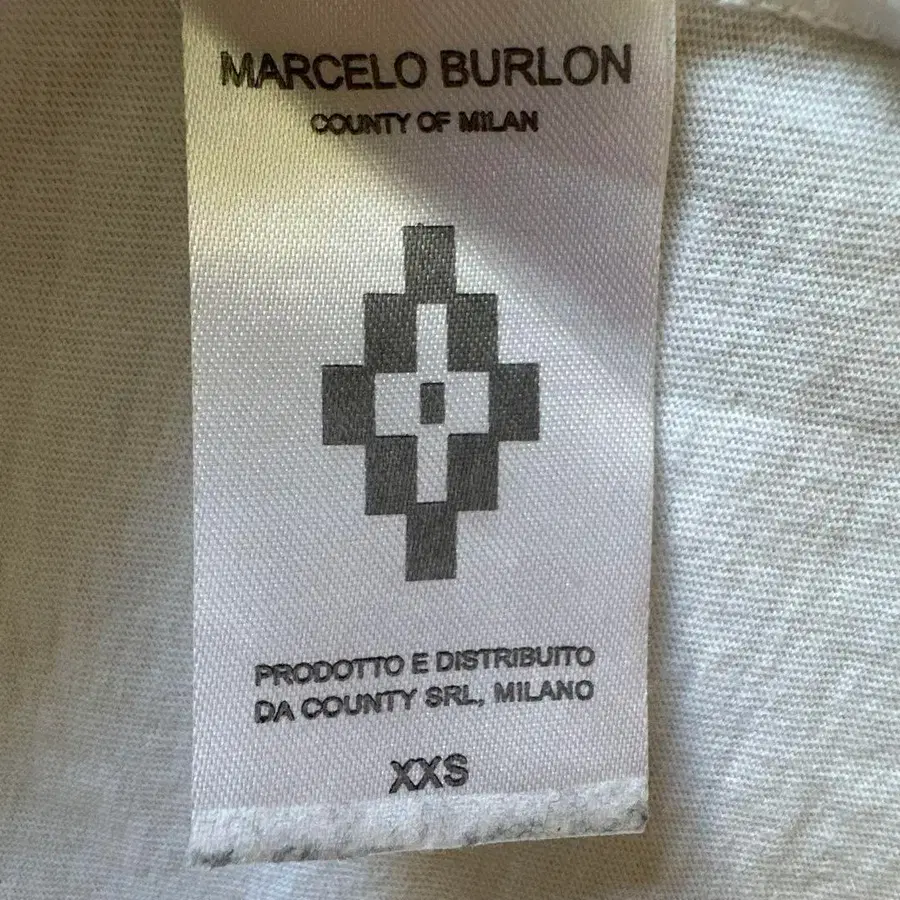 MARCELO BURLON
COUNTY OF MILAN
PRODOTTO E DISTRIBUITO
DA COUNTY SRL, MILANO
XXS